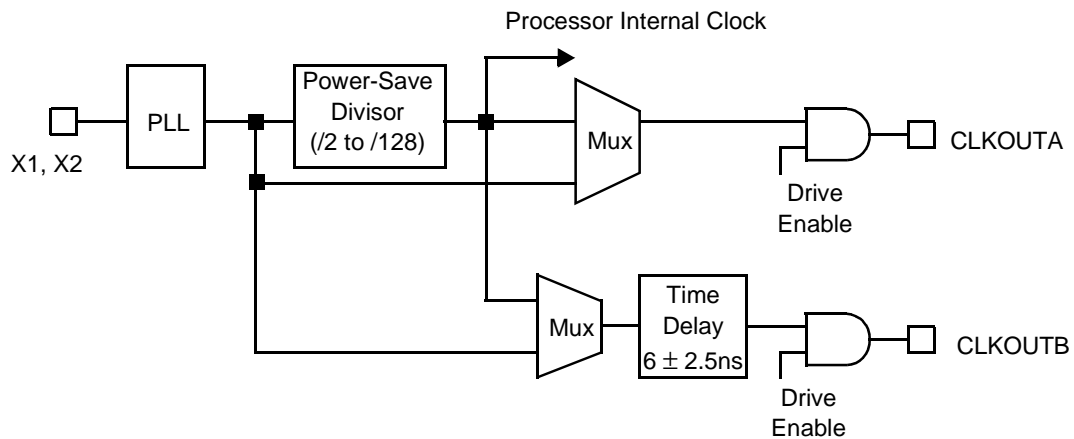 Processor Internal Clock
X1, X2
PLL
Power-Save
Divisor
(/2 to /128)
Mux
Drive
Enable
CLKOUTA
Mux
Time
Delay
6 ± 2.5ns
Drive
Enable
CLKOUTB